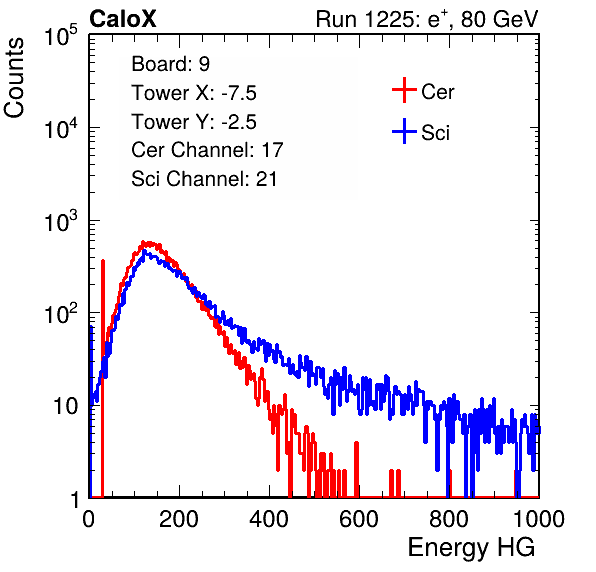 CaloX Run 1225: e⁺, 80 GeV
Counts
10⁵
10⁴
10³
10²
10
1
Board: 9
Tower X: -7.5
Tower Y: -2.5
Cer Channel: 17
Sci Channel: 21
Cer
Sci
0 200 400 600 800 1000
Energy HG